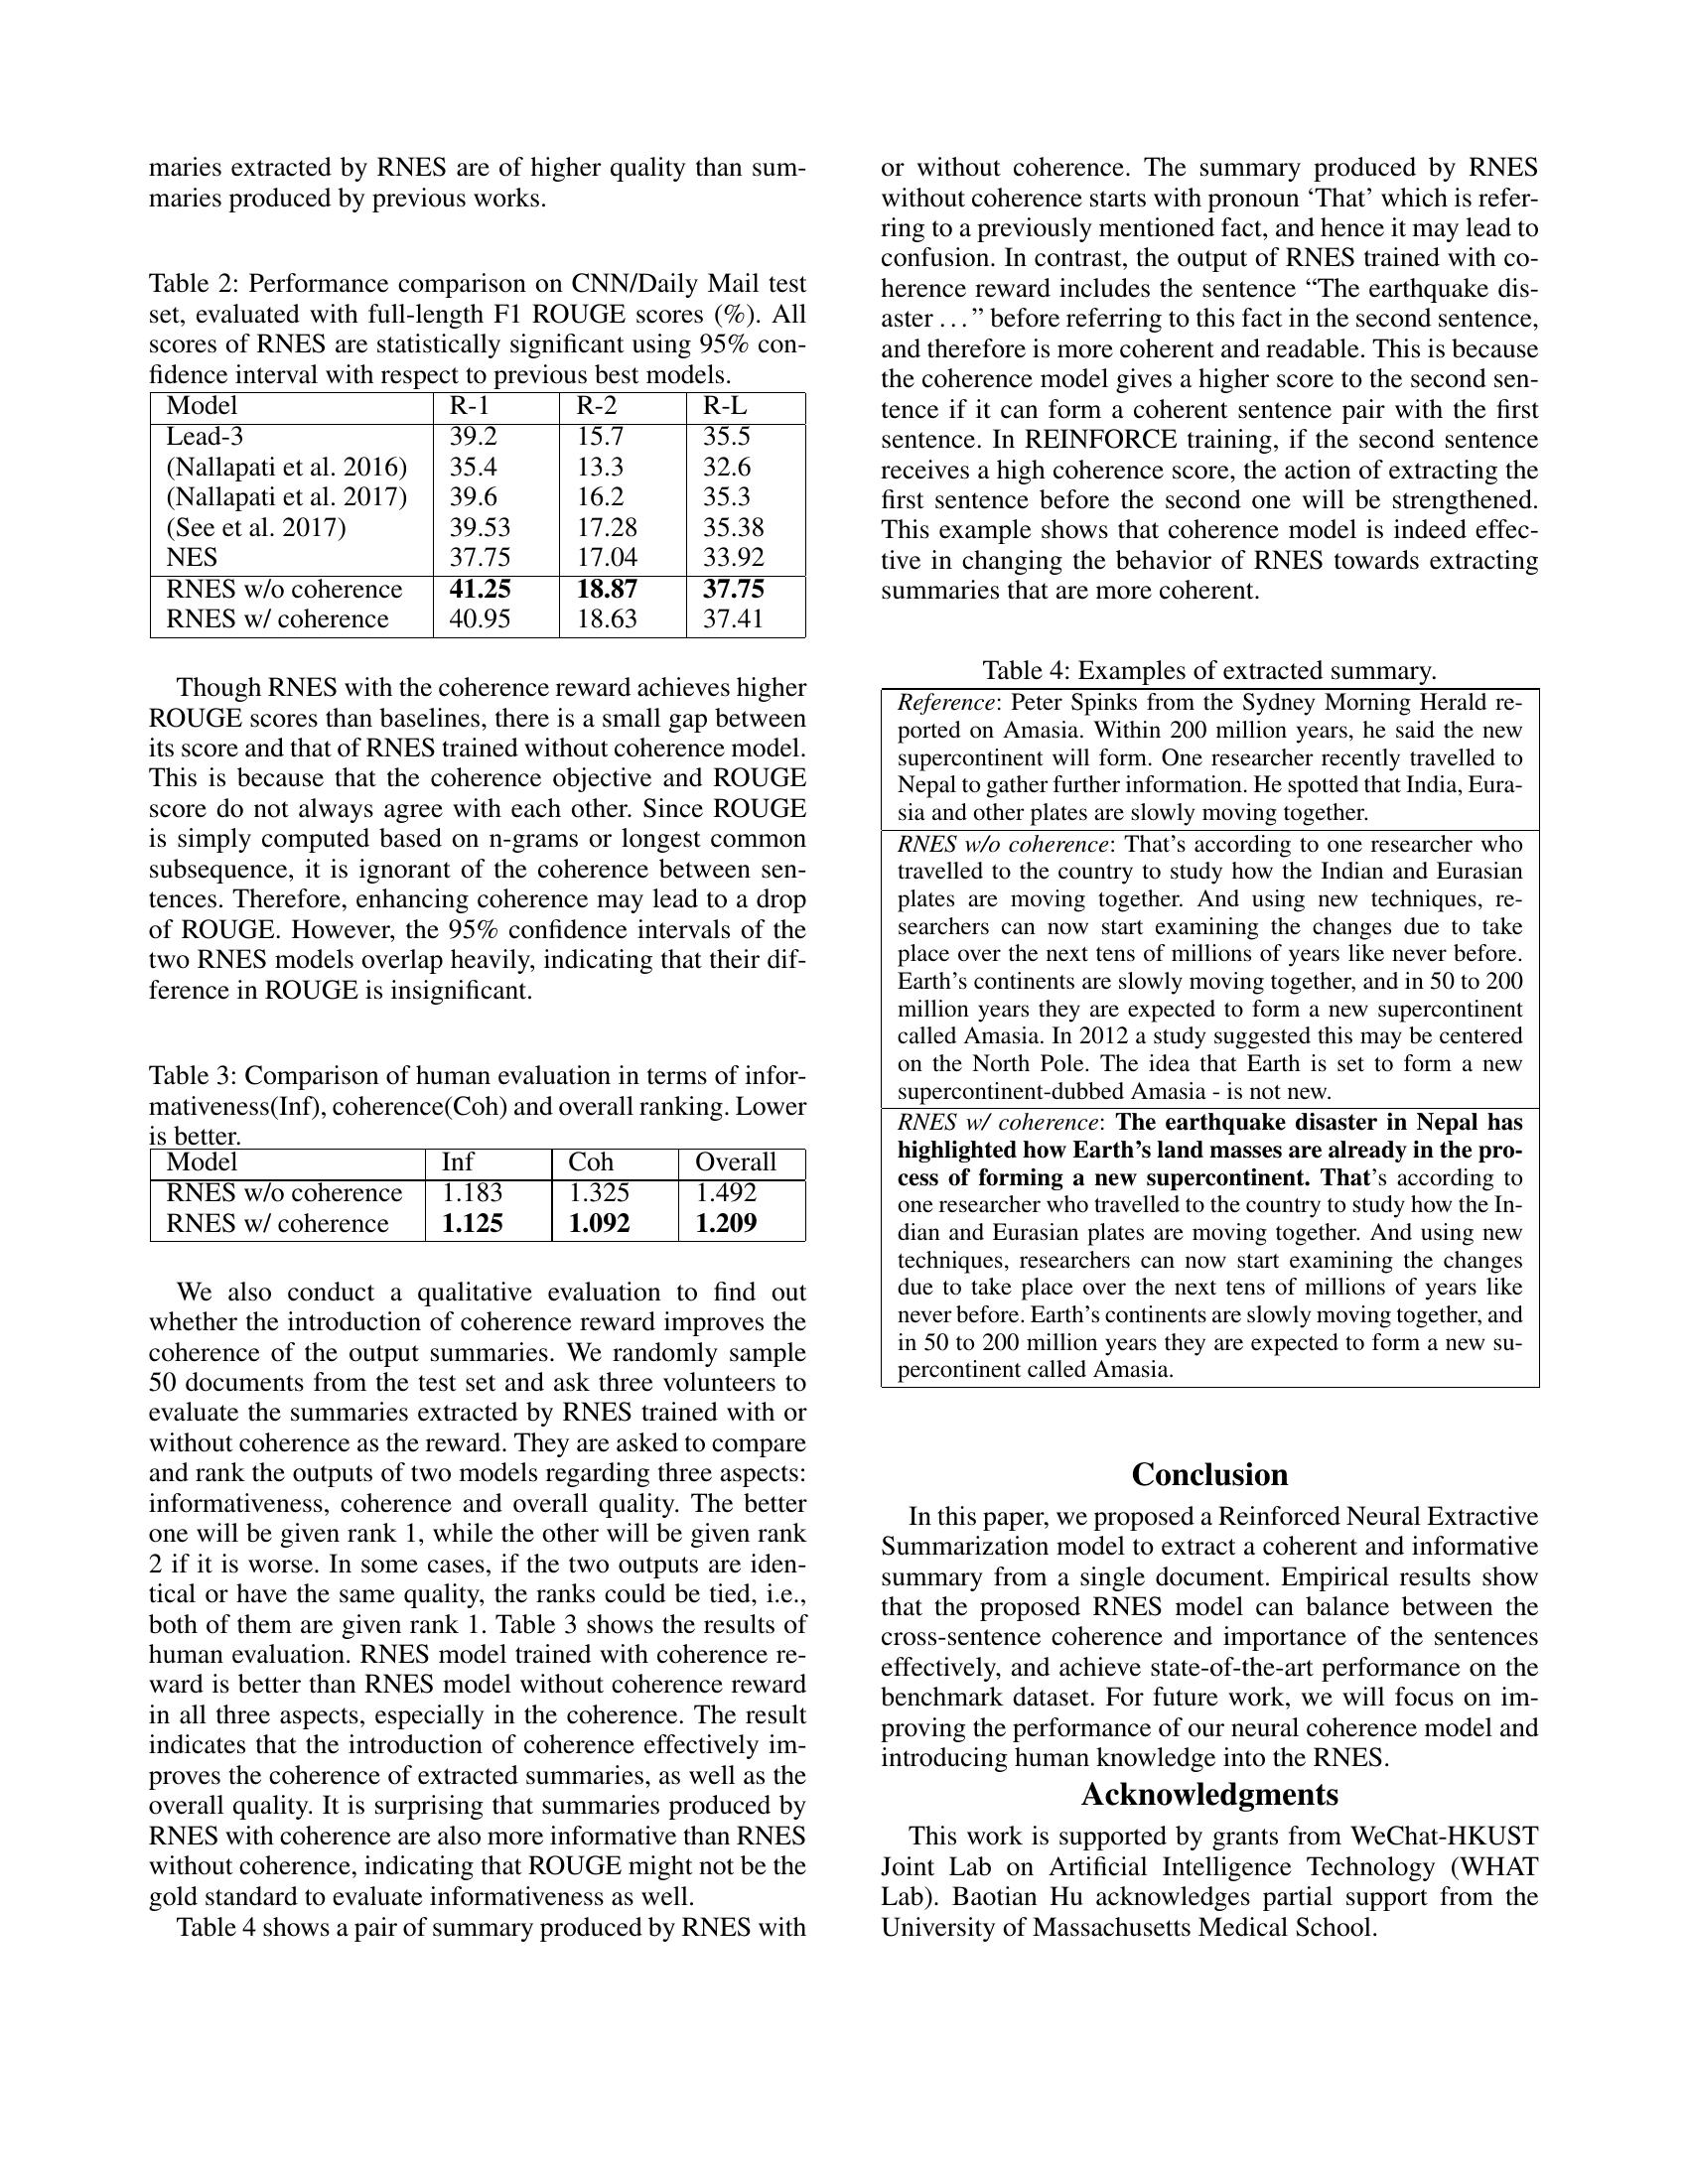 maries extracted by RNES are of higher quality than sum-
maries produced by previous works.
Table 2: Performance comparison on CNN/Daily Mail test
set, evaluated with full-length F1 ROUGE scores (%). All
scores of RNES are statistically significant using 95% con-
fidence interval with respect to previous best models.
Model R-1 R-2 R-L
Lead-3 39.2 15.7 35.5
(Nallapati et al. 2016) 35.4 13.3 32.6
(Nallapati et al. 2017) 39.6 16.2 35.3
(See et al. 2017) 39.53 17.28 35.38
NES 37.75 17.04 33.92
RNES w/o coherence 41.25 18.87 37.75
RNES w/ coherence 40.95 18.63 37.41
Though RNES with the coherence reward achieves higher
ROUGE scores than baselines, there is a small gap between
its score and that of RNES trained without coherence model.
This is because that the coherence objective and ROUGE
score do not always agree with each other. Since ROUGE
is simply computed based on n-grams or longest common
subsequence, it is ignorant of the coherence between sen-
tences. Therefore, enhancing coherence may lead to a drop
of ROUGE. However, the 95% confidence intervals of the
two RNES models overlap heavily, indicating that their dif-
ference in ROUGE is insignificant.
Table 3: Comparison of human evaluation in terms of infor-
mativeness(Inf), coherence(Coh) and overall ranking. Lower
is better.
Model Inf Coh Overall
RNES w/o coherence 1.183 1.325 1.492
RNES w/ coherence 1.125 1.092 1.209
We also conduct a qualitative evaluation to find out
whether the introduction of coherence reward improves the
coherence of the output summaries. We randomly sample
50 documents from the test set and ask three volunteers to
evaluate the summaries extracted by RNES trained with or
without coherence as the reward. They are asked to compare
and rank the outputs of two models regarding three aspects:
informativeness, coherence and overall quality. The better
one will be given rank 1, while the other will be given rank
2 if it is worse. In some cases, if the two outputs are iden-
tical or have the same quality, the ranks could be tied, i.e.,
both of them are given rank 1. Table 3 shows the results of
human evaluation. RNES model trained with coherence re-
ward is better than RNES model without coherence reward
in all three aspects, especially in the coherence. The result
indicates that the introduction of coherence effectively im-
proves the coherence of extracted summaries, as well as the
overall quality. It is surprising that summaries produced by
RNES with coherence are also more informative than RNES
without coherence, indicating that ROUGE might not be the
gold standard to evaluate informativeness as well.
Table 4 shows a pair of summary produced by RNES with
or without coherence. The summary produced by RNES
without coherence starts with pronoun ‘That’ which is refer-
ring to a previously mentioned fact, and hence it may lead to
confusion. In contrast, the output of RNES trained with co-
herence reward includes the sentence “The earthquake dis-
aster . . . ” before referring to this fact in the second sentence,
and therefore is more coherent and readable. This is because
the coherence model gives a higher score to the second sen-
tence if it can form a coherent sentence pair with the first
sentence. In REINFORCE training, if the second sentence
receives a high coherence score, the action of extracting the
first sentence before the second one will be strengthened.
This example shows that coherence model is indeed effec-
tive in changing the behavior of RNES towards extracting
summaries that are more coherent.
Table 4: Examples of extracted summary.
Reference: Peter Spinks from the Sydney Morning Herald re-
ported on Amasia. Within 200 million years, he said the new
supercontinent will form. One researcher recently travelled to
Nepal to gather further information. He spotted that India, Eura-
sia and other plates are slowly moving together.
RNES w/o coherence: That’s according to one researcher who
travelled to the country to study how the Indian and Eurasian
plates are moving together. And using new techniques, re-
searchers can now start examining the changes due to take
place over the next tens of millions of years like never before.
Earth’s continents are slowly moving together, and in 50 to 200
million years they are expected to form a new supercontinent
called Amasia. In 2012 a study suggested this may be centered
on the North Pole. The idea that Earth is set to form a new
supercontinent-dubbed Amasia - is not new.
RNES w/ coherence: The earthquake disaster in Nepal has
highlighted how Earth’s land masses are already in the pro-
cess of forming a new supercontinent. That’s according to
one researcher who travelled to the country to study how the In-
dian and Eurasian plates are moving together. And using new
techniques, researchers can now start examining the changes
due to take place over the next tens of millions of years like
never before. Earth’s continents are slowly moving together, and
in 50 to 200 million years they are expected to form a new su-
percontinent called Amasia.
Conclusion
In this paper, we proposed a Reinforced Neural Extractive
Summarization model to extract a coherent and informative
summary from a single document. Empirical results show
that the proposed RNES model can balance between the
cross-sentence coherence and importance of the sentences
effectively, and achieve state-of-the-art performance on the
benchmark dataset. For future work, we will focus on im-
proving the performance of our neural coherence model and
introducing human knowledge into the RNES.
Acknowledgments
This work is supported by grants from WeChat-HKUST
Joint Lab on Artificial Intelligence Technology (WHAT
Lab). Baotian Hu acknowledges partial support from the
University of Massachusetts Medical School.